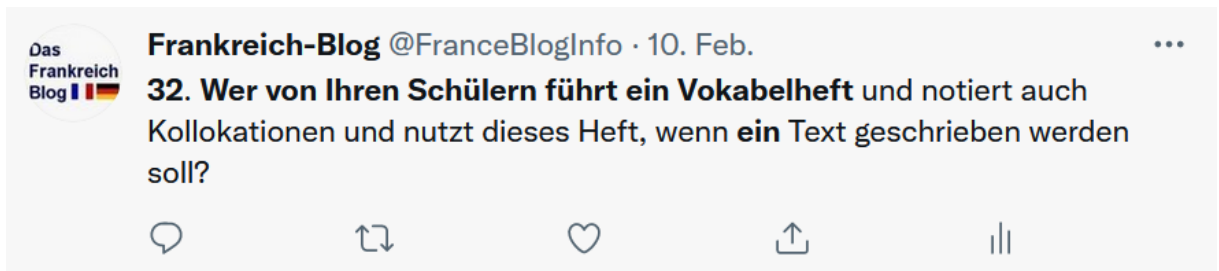 Das
Frankreich
Blog
Frankreich-Blog @FranceBlogInfo · 10. Feb.
32. Wer von Ihren Schülern führt ein Vokabelheft und notiert auch
Kollokationen und nutzt dieses Heft, wenn ein Text geschrieben werden
soll?